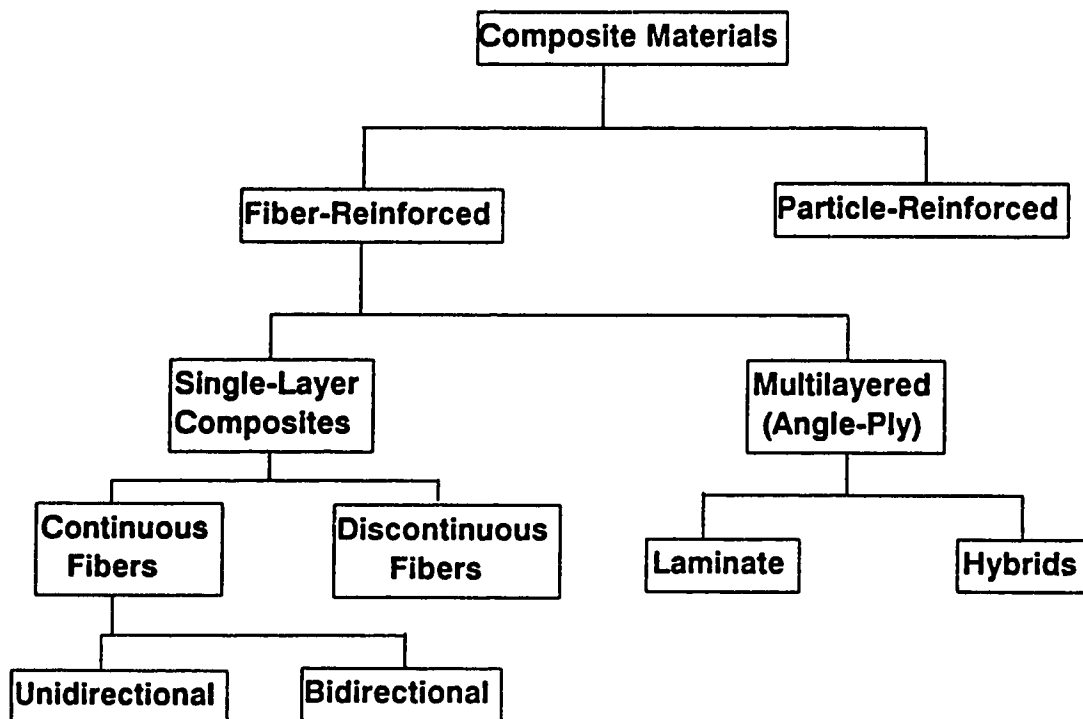 Composite Materials
Fiber-Reinforced
Particle-Reinforced
Single-Layer
Composites
Multilayered
(Angle-Ply)
Continuous
Fibers
Discontinuous
Fibers
Laminate
Hybrids
Unidirectional
Bidirectional